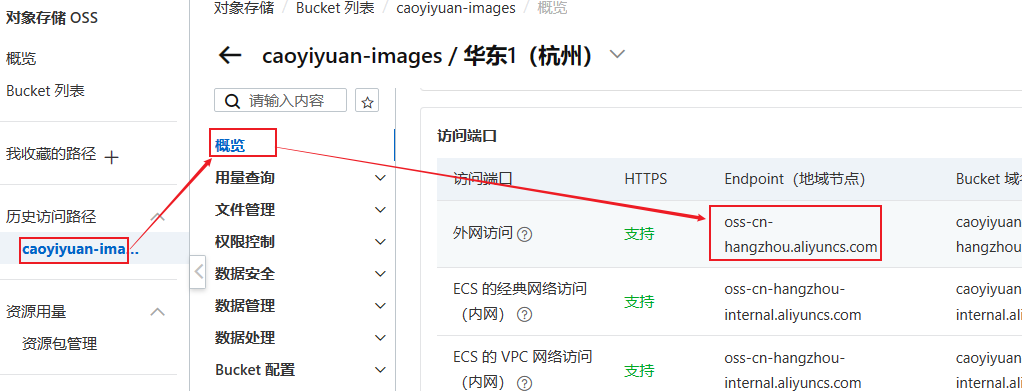 对象存储 OSS
概览
Bucket 列表
我收藏的路径
历史访问路径
caoyiyuan-ima...
资源用量
资源包管理
对象存储 / Bucket 列表 / caoyiyuan-images / 概览
caoyiyuan-images / 华东1（杭州）
请输入内容
概览
用量查询
文件管理
权限控制
数据安全
数据管理
数据处理
Bucket 配置
访问端口
访问端口 HTTPS Endpoint（地域节点） Bucket 域
外网访问 支持 oss-cn- caoyiyuan
hangzhou.aliyuncs.com hangzhou.
ECS 的经典网络访问 支持 oss-cn-hangzhou- caoyiyuan
（内网） internal.aliyuncs.com internal.ali
ECS 的 VPC 网络访问 支持 oss-cn-hangzhou- caoyiyuan
（内网） internal.aliyuncs.com internal.ali